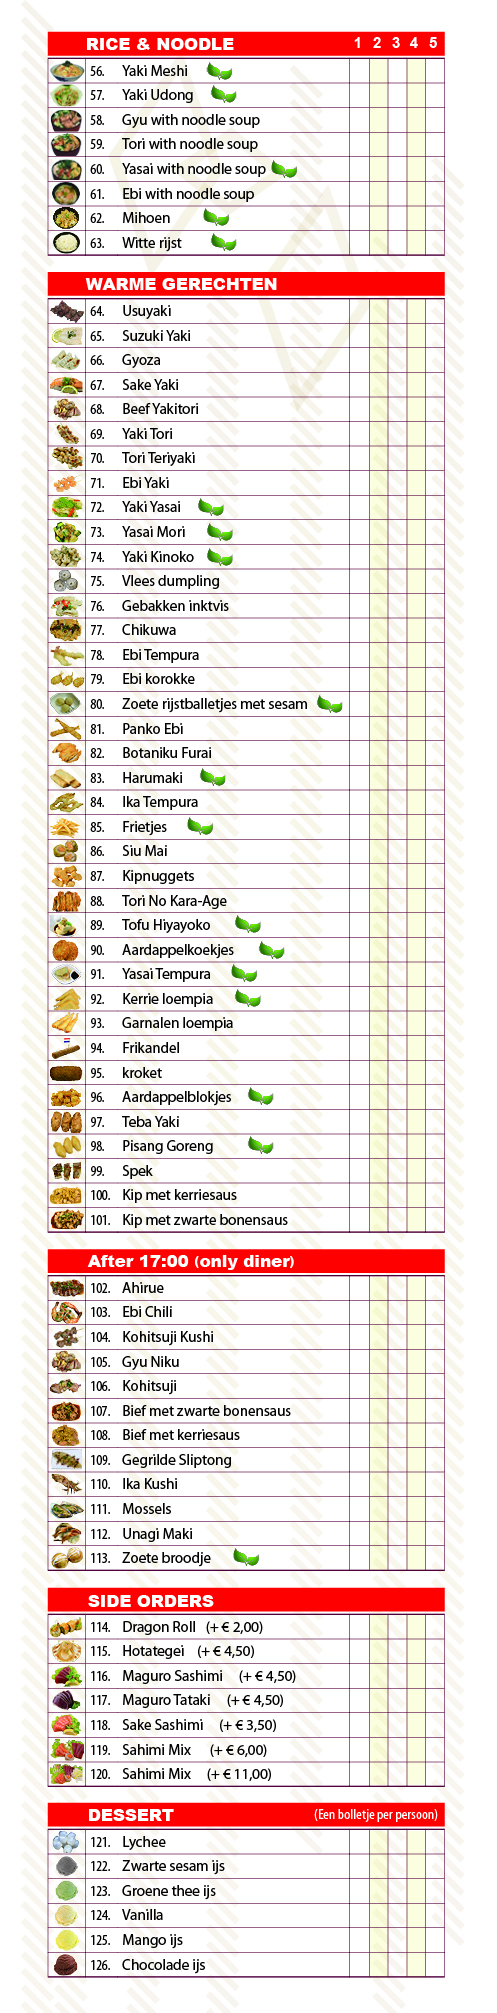 RICE & NOODLE 1 2 3 4 5
56. Yaki Meshi
57. Yaki Udong
58. Gyu with noodle soup
59. Tori with noodle soup
60. Yasai with noodle soup
61. Ebi with noodle soup
62. Mihoen
63. Witte rijst
WARME GERECHTEN
64. Usuyaki
65. Suzuki Yaki
66. Gyoza
67. Sake Yaki
68. Beef Yakitori
69. Yaki Tori
70. Tori Teriyaki
71. Ebi Yaki
72. Yaki Yasai
73. Yasai Mori
74. Yaki Kinoko
75. Vlees dumpling
76. Gebakken inktvis
77. Chikuwa
78. Ebi Tempura
79. Ebi korokke
80. Zoete rijstballetjes met sesam
81. Panko Ebi
82. Botaniku Furai
83. Harumaki
84. Ika Tempura
85. Frietjes
86. Siu Mai
87. Kipnuggets
88. Tori No Kara-Age
89. Tofu Hiyayoko
90. Aardappelkoekjes
91. Yasai Tempura
92. Kerrie loempia
93. Garnalen loempia
94. Frikandel
95. kroket
96. Aardappelblokjes
97. Teba Yaki
98. Pisang Goreng
99. Spek
100. Kip met kerriesaus
101. Kip met zwarte bonensaus
After 17:00 (only diner)
102. Ahirue
103. Ebi Chili
104. Kohitsuji Kushi
105. Gyu Niku
106. Kohitsuji
107. Bief met zwarte bonensaus
108. Bief met kerriesaus
109. Gegrilde Sliptong
110. Ika Kushi
111. Mossels
112. Unagi Maki
113. Zoete broodje
SIDE ORDERS
114. Dragon Roll (+ € 2,00)
115. Hotategei (+ € 4,50)
116. Maguro Sashimi (+ € 4,50)
117. Maguro Tataki (+ € 4,50)
118. Sake Sashimi (+ € 3,50)
119. Sahimi Mix (+ € 6,00)
120. Sahimi Mix (+ € 11,00)
DESSERT (Een bolletje per persoon)
121. Lychee
122. Zwarte sesam ijs
123. Groene thee ijs
124. Vanilla
125. Mango ijs
126. Chocolade ijs